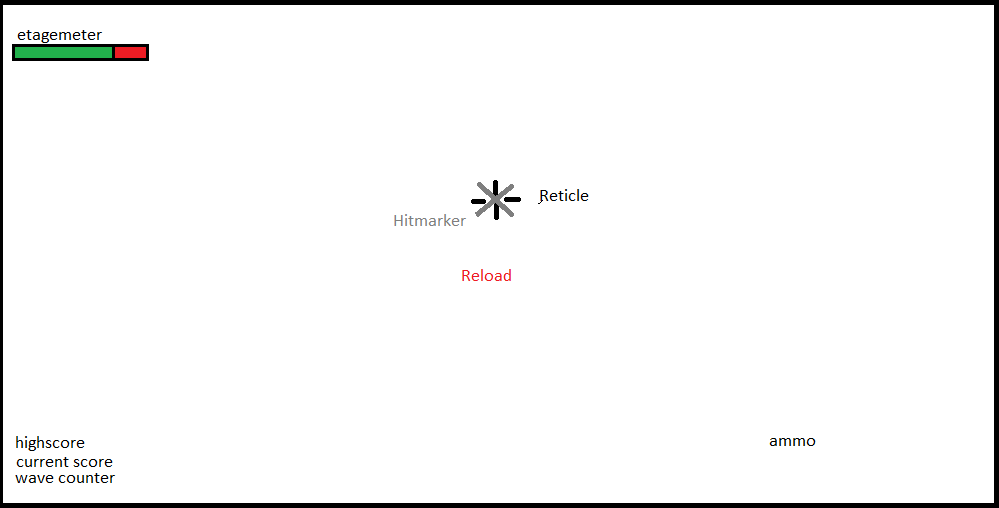 etagemeter
Reticle
Hitmarker
Reload
highscore
current score
wave counter
ammo